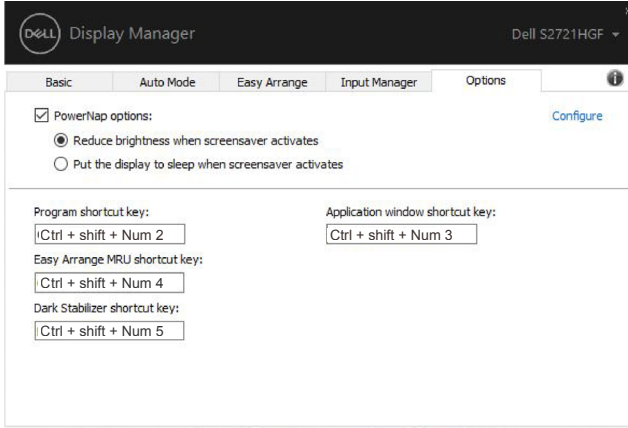 DELL Display Manager
Dell S2721HGF
Basic Auto Mode Easy Arrange Input Manager Options
PowerNap options: Configure
Reduce brightness when screensaver activates
Put the display to sleep when screensaver activates
Program shortcut key: Application window shortcut key:
Ctrl + shift + Num 2 Ctrl + shift + Num 3
Easy Arrange MRU shortcut key:
Ctrl + shift + Num 4
Dark Stabilizer shortcut key:
Ctrl + shift + Num 5